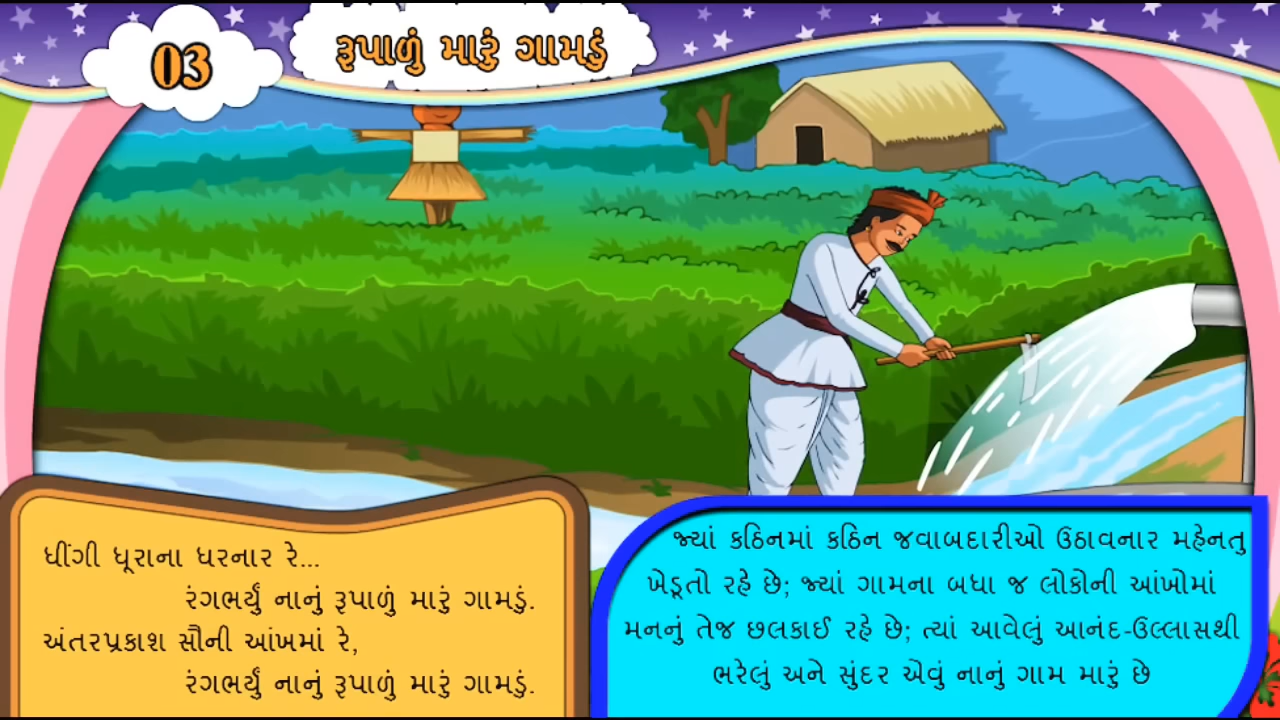 03
રૂપાળું મારું ગામડું
ધીંગી ધૂરાના ધરનાર રે...
રંગભર્યું નાનું રૂપાળું મારું ગામડું.
અંતરપ્રકાશ સૌની આંખમાં રે,
રંગભર્યું નાનું રૂપાળું મારું ગામડું.
જ્યાં કઠિનમાં કઠિન જવાબદારીઓ ઉઠાવનાર મહેનતુ
ખેડૂતો રહે છે; જ્યાં ગામના બધા જ લોકોની આંખોમાં
મનનું તેજ છલકાઈ રહે છે; ત્યાં આવેલું આનંદ-ઉલ્લાસથી
ભરેલું અને સુંદર એવું નાનું ગામ મારું છે